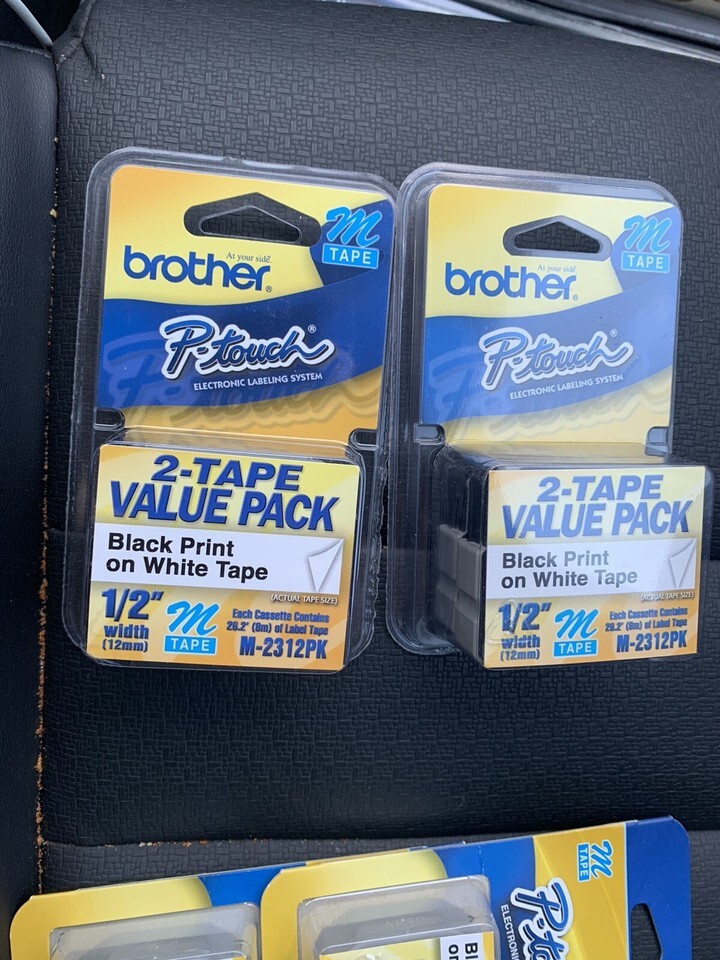 At your side.
brother®
M
TAPE
P-touch®
ELECTRONIC LABELING SYSTEM
2-TAPE
VALUE PACK
Black Print
on White Tape
(ACTUAL TAPE SIZE)
1/2"
width
(12mm)
M
TAPE
Each Cassette Contains
26.2' (8m) of Label Tape
M-2312PK
At your side.
brother®
M
TAPE
P-touch®
ELECTRONIC LABELING SYSTEM
2-TAPE
VALUE PACK
Black Print
on White Tape
(ACTUAL TAPE SIZE)
1/2"
width
(12mm)
M
TAPE
Each Cassette Contains
26.2' (8m) of Label Tape
M-2312PK
M
TAPE